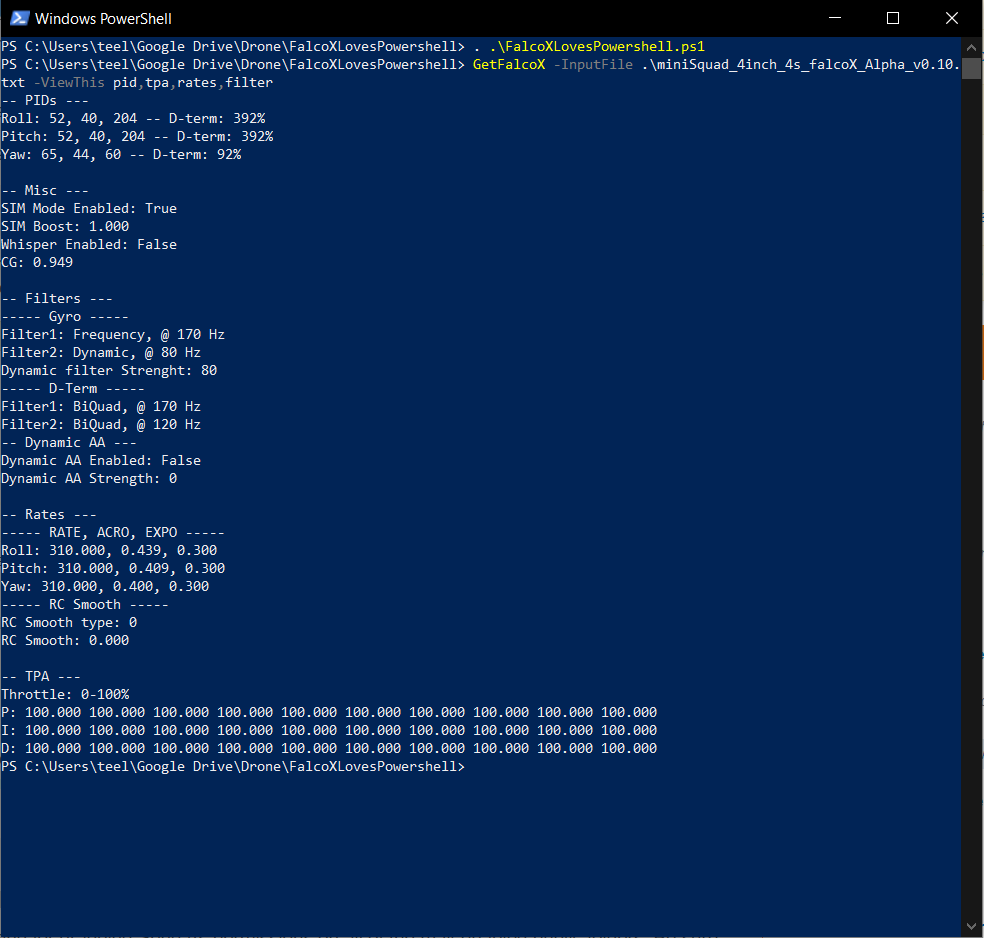 Windows PowerShell
PS C:\Users\teel\Google Drive\Drone\FalcoXLovesPowershell> . .\FalcoXLovesPowershell.ps1
PS C:\Users\teel\Google Drive\Drone\FalcoXLovesPowershell> GetFalcoX -InputFile .\miniSquad_4inch_4s_falcoX_Alpha_v0.10.
txt -ViewThis pid,tpa,rates,filter
-- PIDs ---
Roll: 52, 40, 204 -- D-term: 392%
Pitch: 52, 40, 204 -- D-term: 392%
Yaw: 65, 44, 60 -- D-term: 92%

-- Misc ---
SIM Mode Enabled: True
SIM Boost: 1.000
Whisper Enabled: False
CG: 0.949

-- Filters ---
----- Gyro -----
Filter1: Frequency, @ 170 Hz
Filter2: Dynamic, @ 80 Hz
Dynamic filter Strenght: 80
----- D-Term -----
Filter1: BiQuad, @ 170 Hz
Filter2: BiQuad, @ 120 Hz
-- Dynamic AA ---
Dynamic AA Enabled: False
Dynamic AA Strength: 0

-- Rates ---
----- RATE, ACRO, EXPO -----
Roll: 310.000, 0.439, 0.300
Pitch: 310.000, 0.409, 0.300
Yaw: 310.000, 0.400, 0.300
----- RC Smooth -----
RC Smooth type: 0
RC Smooth: 0.000

-- TPA ---
Throttle: 0-100%
P: 100.000 100.000 100.000 100.000 100.000 100.000 100.000 100.000 100.000 100.000
I: 100.000 100.000 100.000 100.000 100.000 100.000 100.000 100.000 100.000 100.000
D: 100.000 100.000 100.000 100.000 100.000 100.000 100.000 100.000 100.000 100.000
PS C:\Users\teel\Google Drive\Drone\FalcoXLovesPowershell>